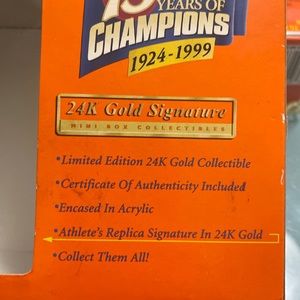 75 YEARS OF
CHAMPIONS
1924-1999
24K Gold Signature
MINI BOX COLLECTIBLES
•Limited Edition 24K Gold Collectible
•Certificate Of Authenticity Included
•Encased In Acrylic
•Athlete's Replica Signature In 24K Gold
•Collect Them All!